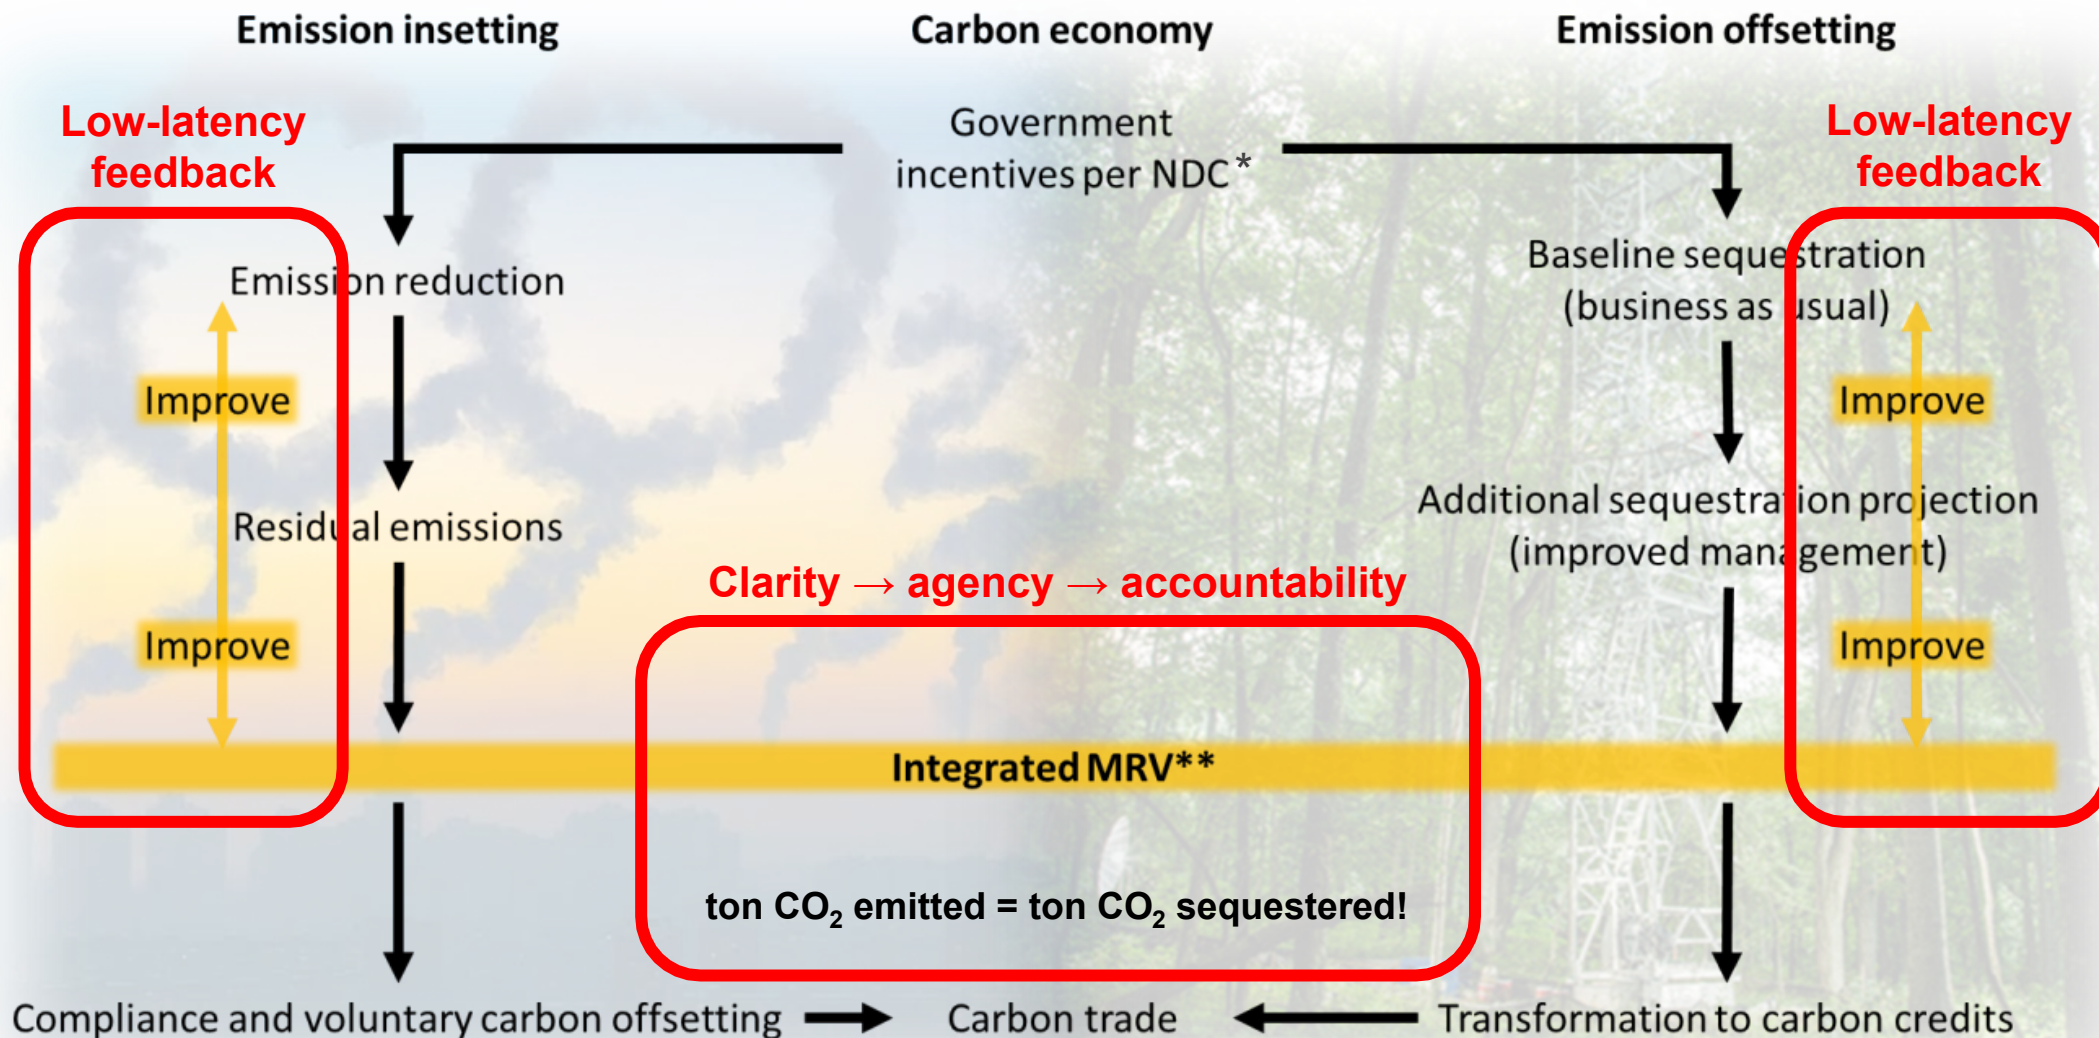 Emission insetting
Carbon economy
Emission offsetting
Low-latency
feedback
Government
incentives per NDC*
Low-latency
feedback
Emission reduction
Baseline sequestration
(business as usual)
Improve
Improve
Residual emissions
Additional sequestration projection
(improved management)
Clarity → agency → accountability
Improve
Improve
Integrated MRV**
ton CO₂ emitted = ton CO₂ sequestered!
Compliance and voluntary carbon offsetting
Carbon trade
Transformation to carbon credits